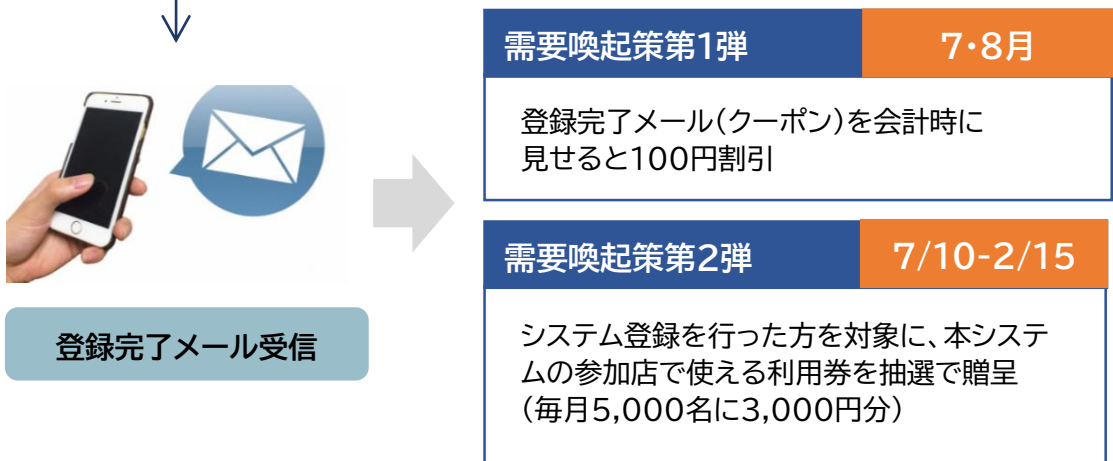 需要喚起策第1弾
7・8月
登録完了メール(クーポン)を会計時に
見せると100円割引
登録完了メール受信
需要喚起策第2弾
7/10-2/15
システム登録を行った方を対象に、本システ
ムの参加店で使える利用券を抽選で贈呈
(毎月5,000名に3,000円分)